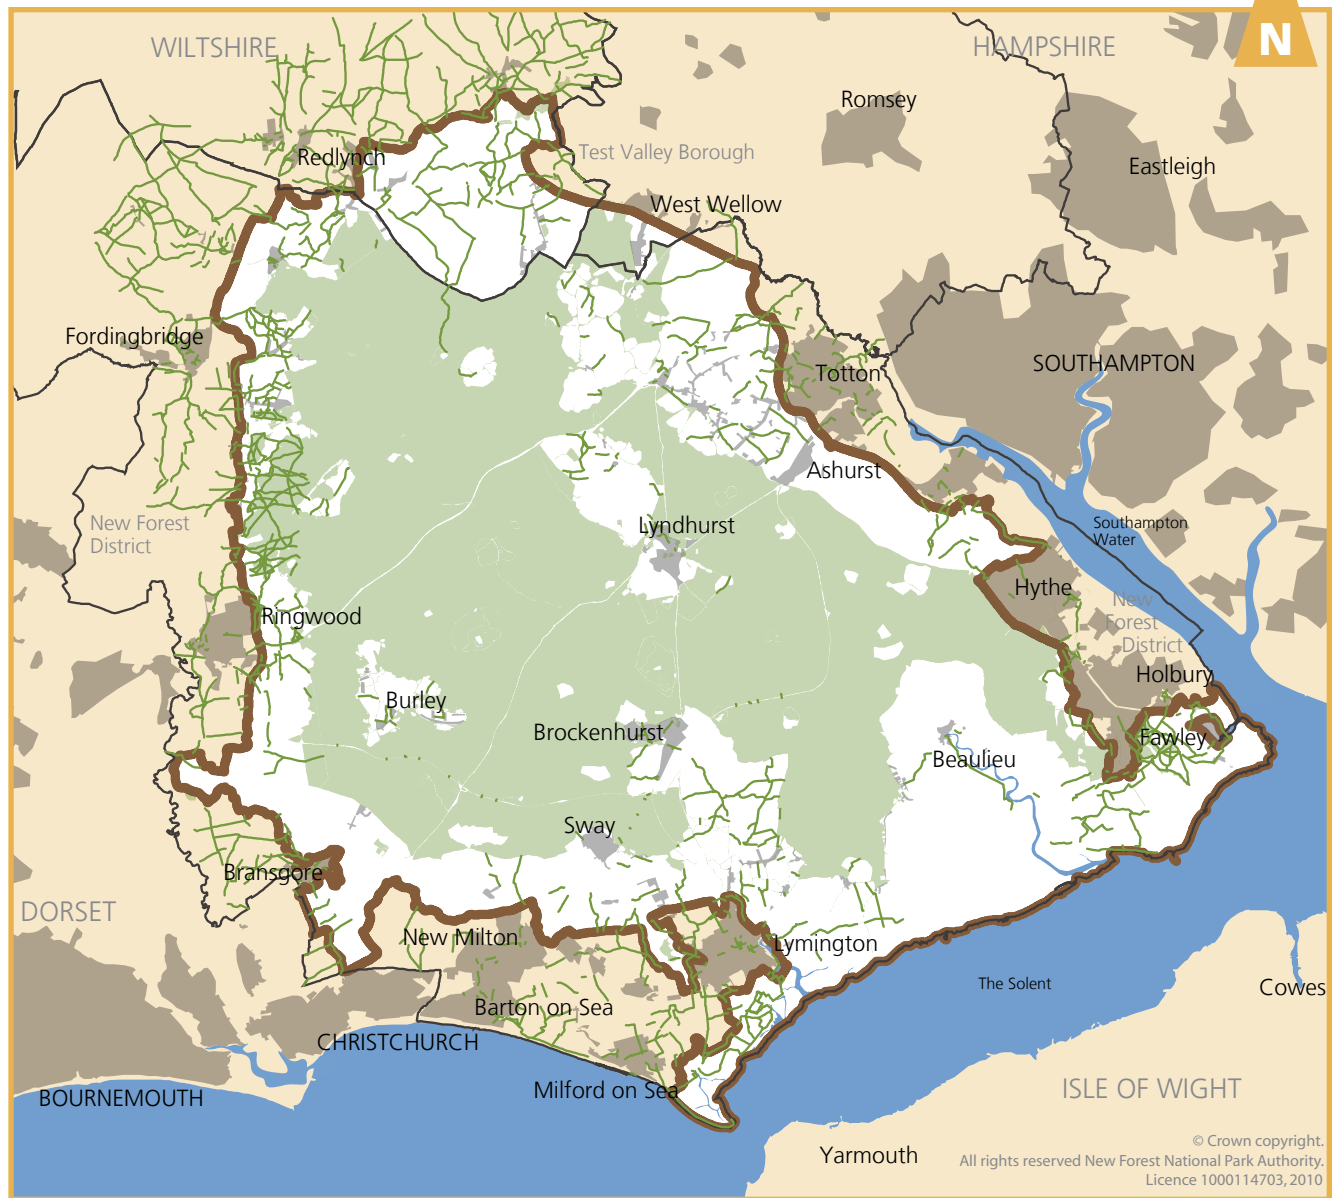 N
WILTSHIRE
HAMPSHIRE
Romsey
Redlynch
Test Valley Borough
Eastleigh
West Wellow
Fordingbridge
Totton
SOUTHAMPTON
Ashurst
New Forest
District
Lyndhurst
Southampton
Water
Hythe
New
Forest
District
Ringwood
Holbury
Burley
Brockenhurst
Fawley
Beaulieu
Sway
Bransgore
DORSET
New Milton
Lymington
The Solent
Cowes
Barton on Sea
CHRISTCHURCH
Milford on Sea
BOURNEMOUTH
ISLE OF WIGHT
Yarmouth
© Crown copyright.
All rights reserved New Forest National Park Authority.
Licence 1000114703, 2010